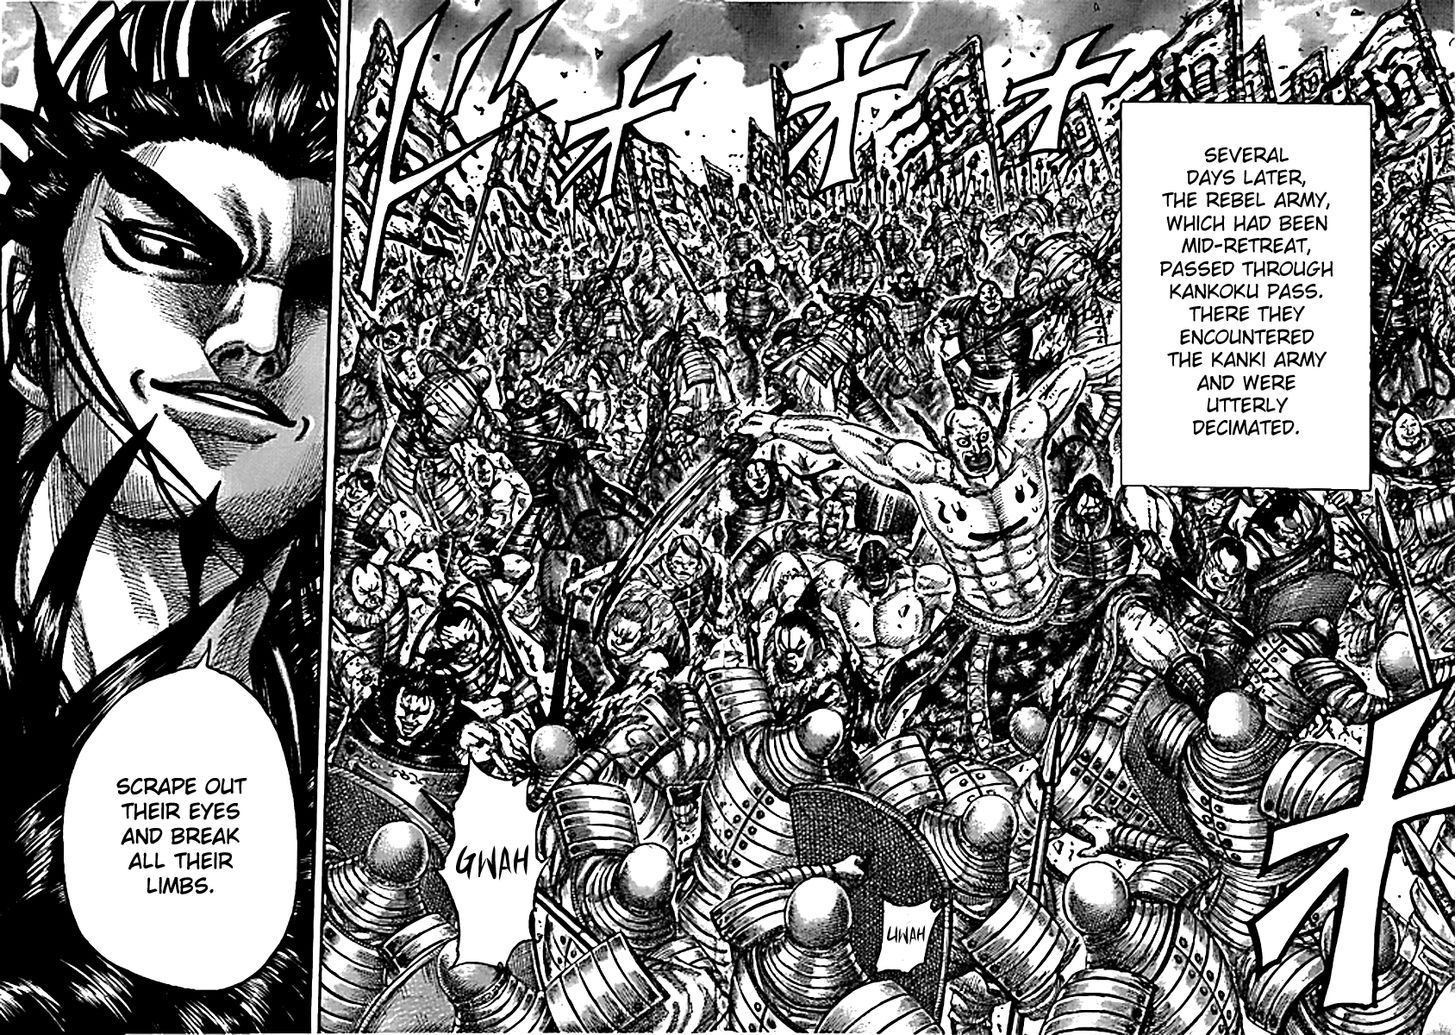 SEVERAL
DAYS LATER,
THE REBEL ARMY,
WHICH HAD BEEN
MID-RETREAT,
PASSED THROUGH
KANKOKU PASS.
THERE THEY
ENCOUNTERED
THE KANKI ARMY
AND WERE
UTTERLY
DECIMATED.
ドオオオオ
GWAH
UWAH
SCRAPE OUT
THEIR EYES
AND BREAK
ALL THEIR
LIMBS.